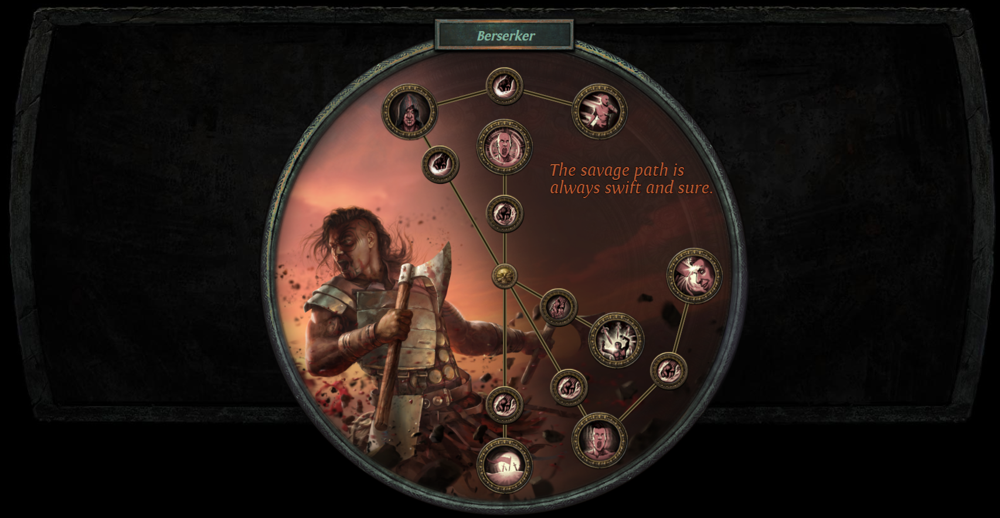 Berserker
The savage path is
always swift and sure.